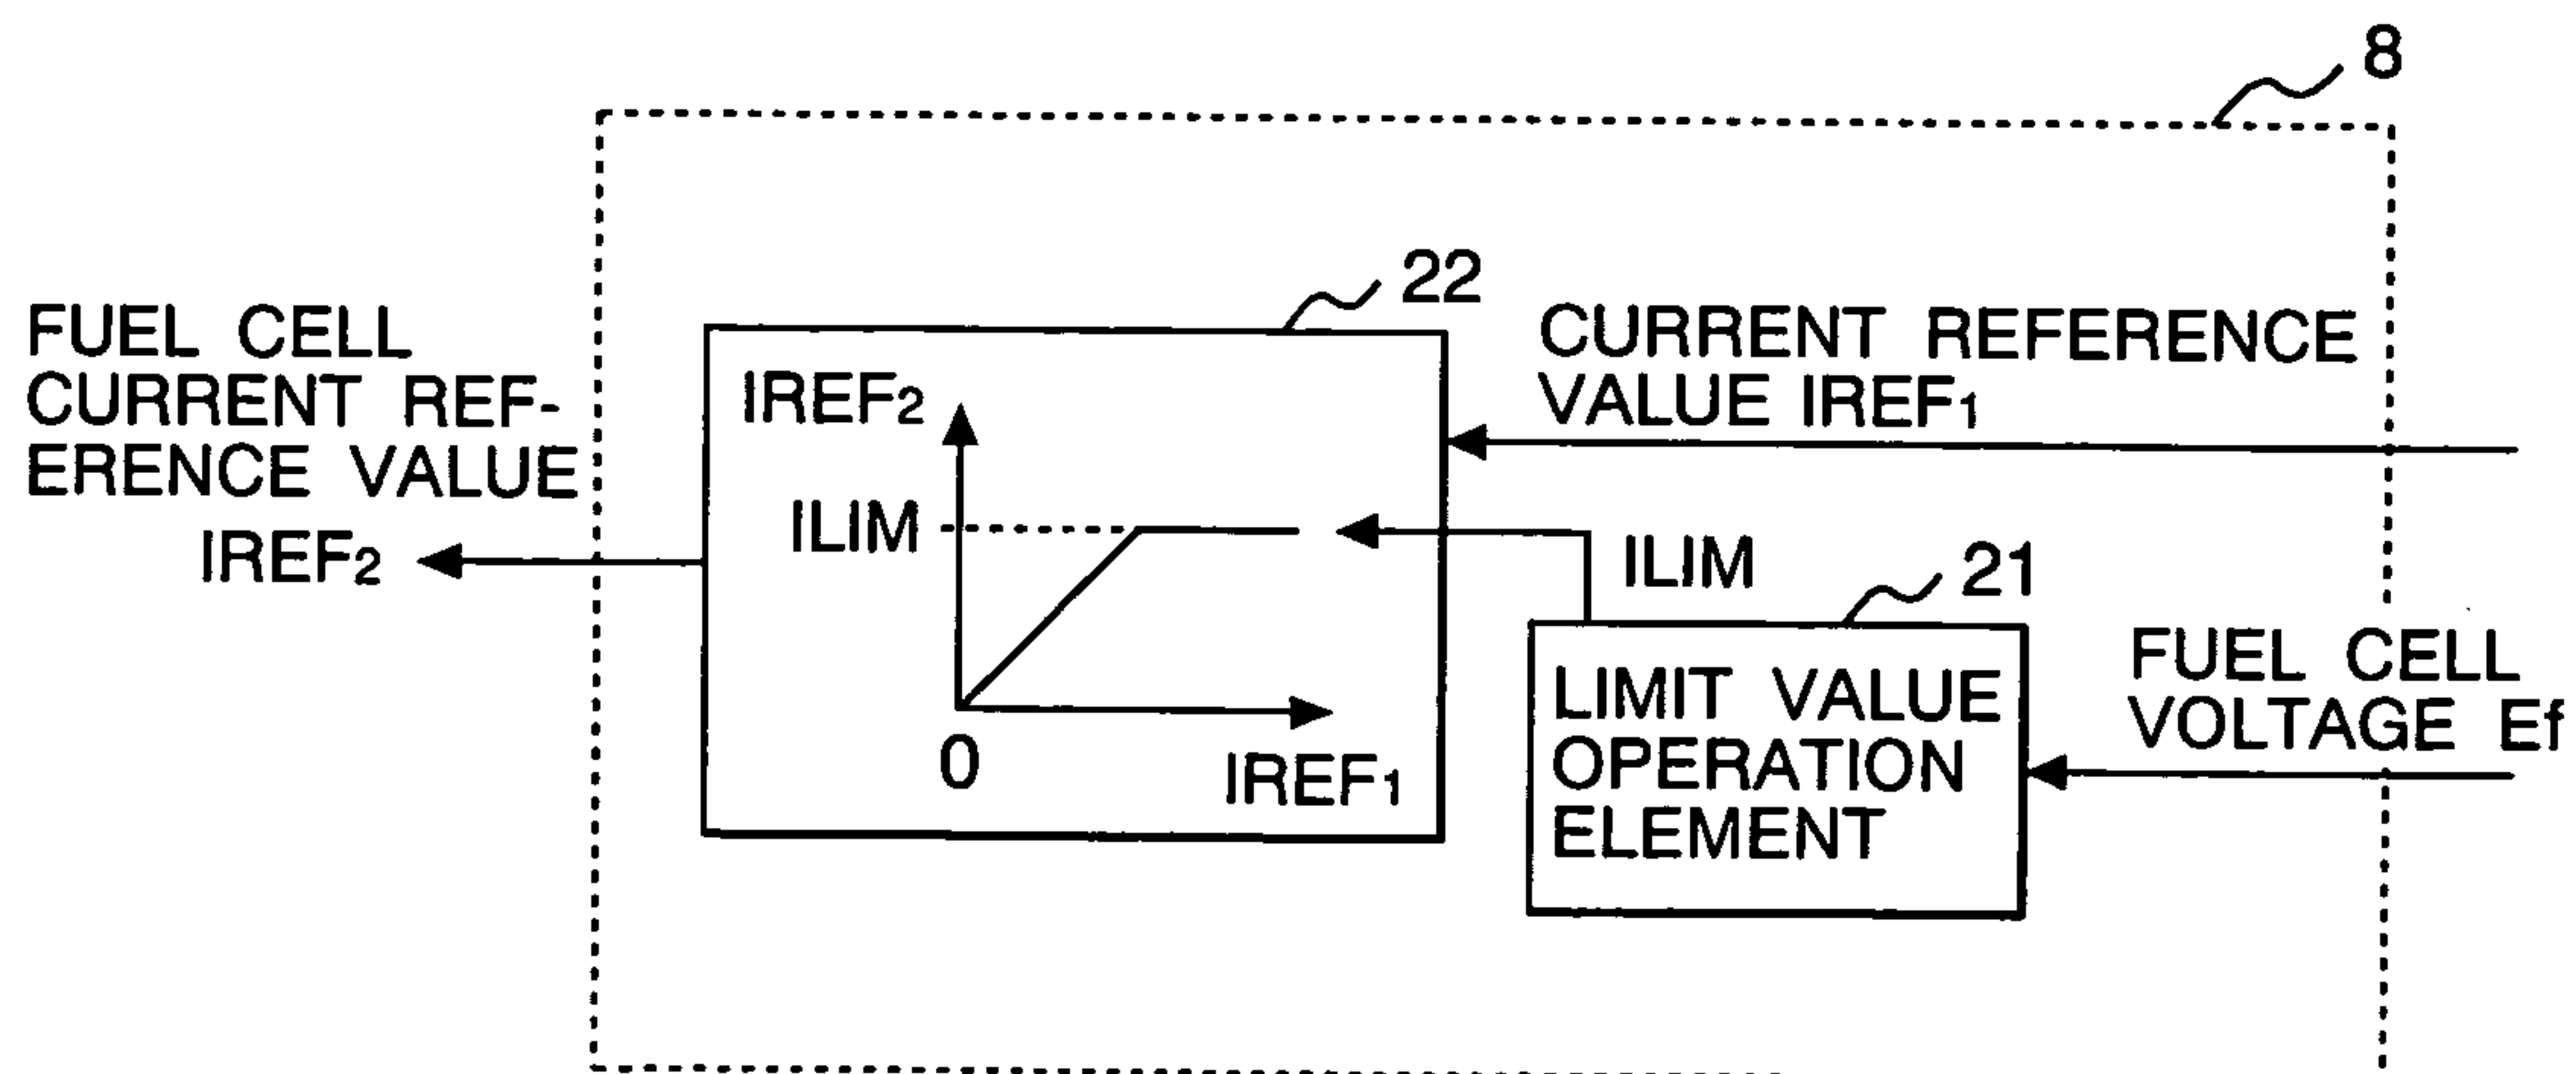 8
22
FUEL CELL
CURRENT REF-
ERENCE VALUE
IREF2
CURRENT REFERENCE
VALUE IREF1
IREF2
ILIM
0
IREF1
ILIM
21
LIMIT VALUE
OPERATION
ELEMENT
FUEL CELL
VOLTAGE Ef